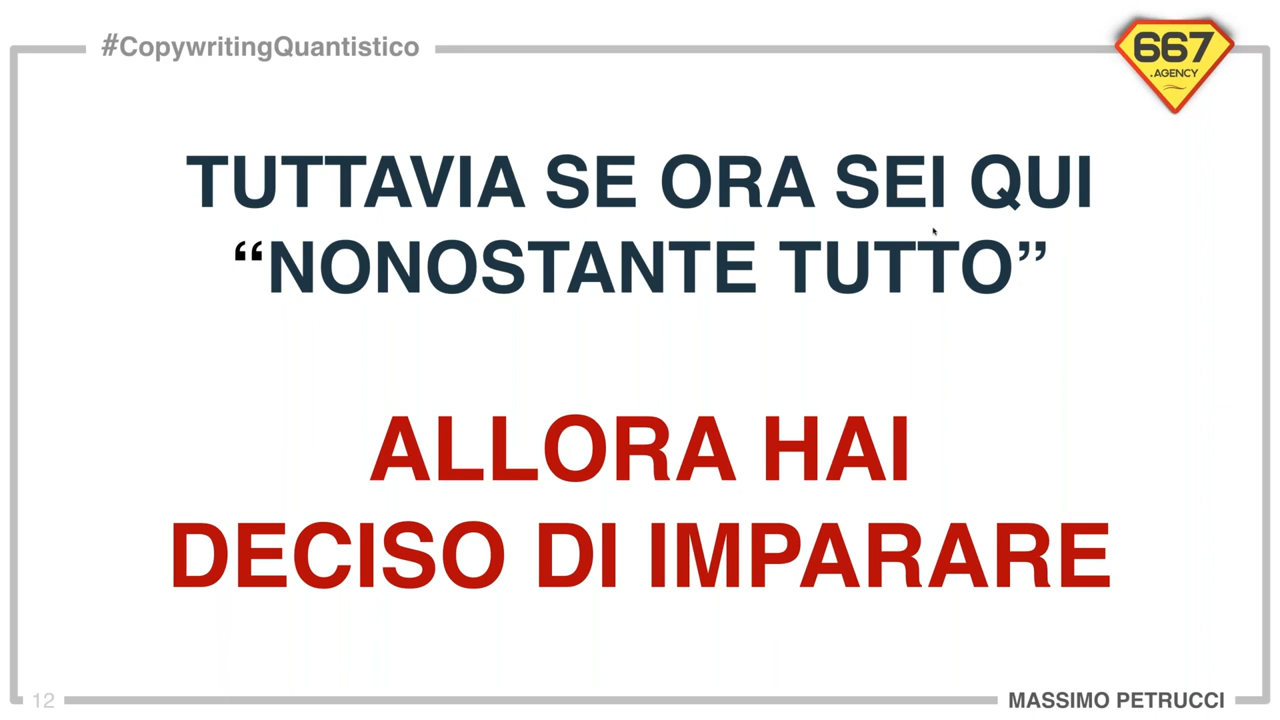 #CopywritingQuantistico
667
.AGENCY
TUTTAVIA SE ORA SEI QUI
“NONOSTANTE TUTTO”
ALLORA HAI
DECISO DI IMPARARE
12
MASSIMO PETRUCCI